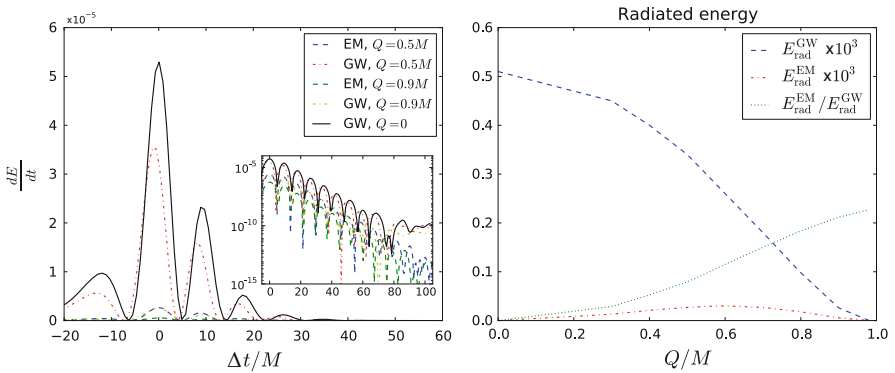 ×10⁻⁵
6
5
4
3
2
1
0
−20 −10 0 10 20 30 40 50 60
dE/dt
Δt/M
EM, Q=0.5M
GW, Q=0.5M
EM, Q=0.9M
GW, Q=0.9M
GW, Q=0
10⁻⁵
10⁻¹⁰
10⁻¹⁵
0 20 40 60 80 100
Radiated energy
0.6
0.5
0.4
0.3
0.2
0.1
0.0
0.0 0.2 0.4 0.6 0.8 1.0
Q/M
E_rad^GW x10³
E_rad^EM x10³
E_rad^EM/E_rad^GW